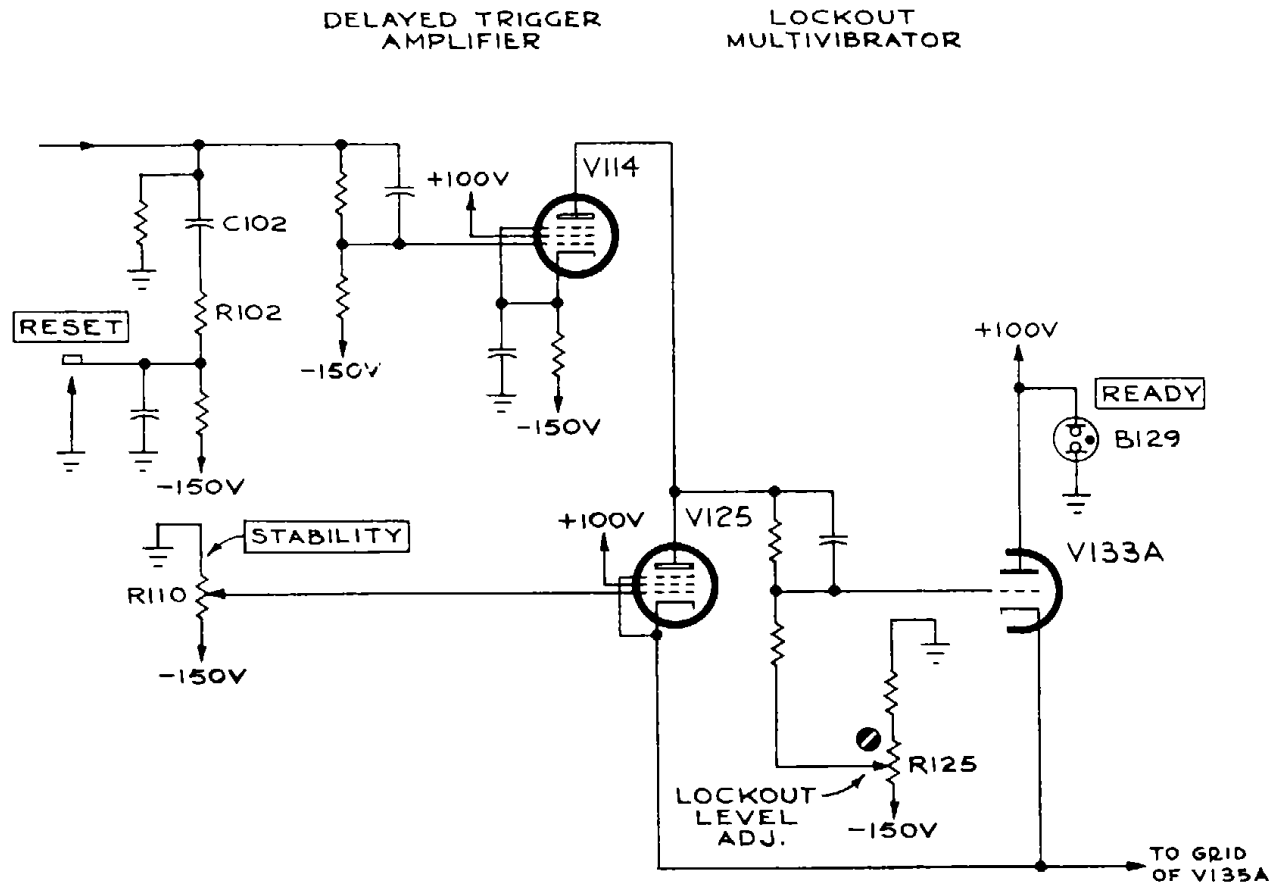 DELAYED TRIGGER
AMPLIFIER
LOCKOUT
MULTIVIBRATOR
V114
+100V
C102
R102
RESET
-150V
-150V
-150V
+100V
READY
B129
STABILITY
+100V
V125
V133A
R110
-150V
R125
LOCKOUT
LEVEL
ADJ.
-150V
TO GRID
OF V135A